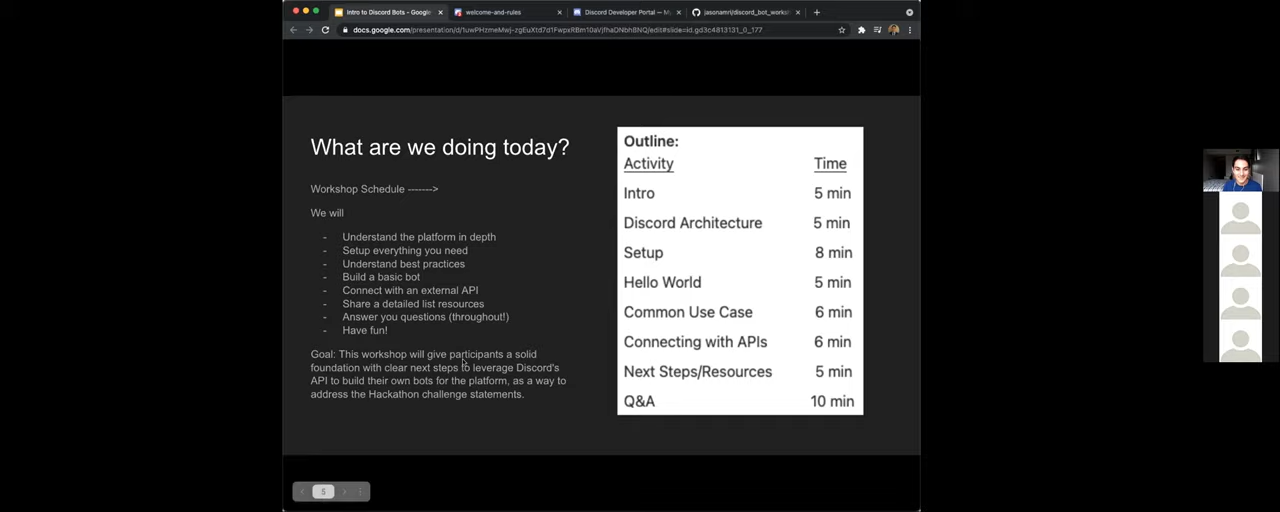 Intro to Discord Bots - Google
welcome-and-rules
Discord Developer Portal — My
jasonamri/discord_bot_works
What are we doing today?
Workshop Schedule ------->
We will
- Understand the platform in depth
- Setup everything you need
- Understand best practices
- Build a basic bot
- Connect with an external API
- Share a detailed list resources
- Answer you questions (throughout!)
- Have fun!
Goal: This workshop will give participants a solid
foundation with clear next steps to leverage Discord's
API to build their own bots for the platform, as a way to
address the Hackathon challenge statements.
Outline:
Activity Time
Intro 5 min
Discord Architecture 5 min
Setup 8 min
Hello World 5 min
Common Use Case 6 min
Connecting with APIs 6 min
Next Steps/Resources 5 min
Q&A 10 min
5